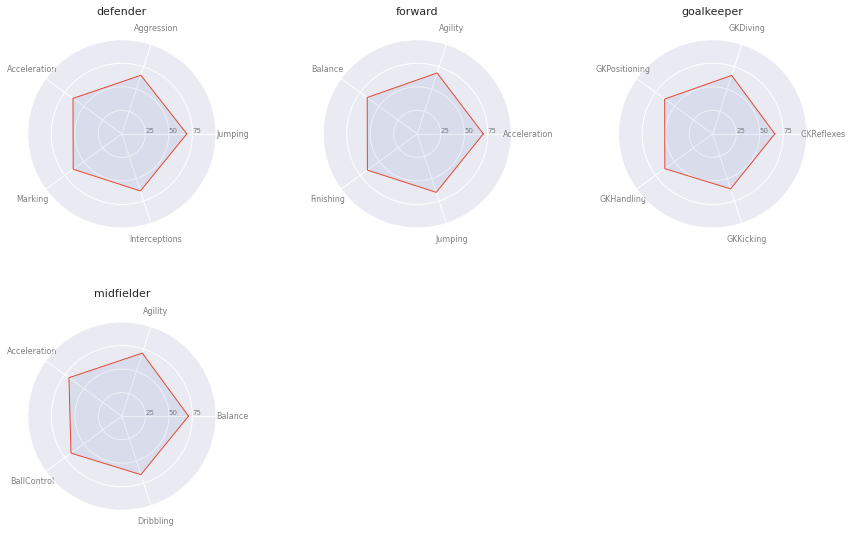 defender
Aggression
Acceleration
25 50 75
Jumping
Marking
Interceptions
forward
Agility
Balance
25 50 75
Acceleration
Finishing
Jumping
goalkeeper
GKDiving
GKPositioning
25 50 75
GKReflexes
GKHandling
GKKicking
midfielder
Agility
Acceleration
25 50 75
Balance
BallControl
Dribbling